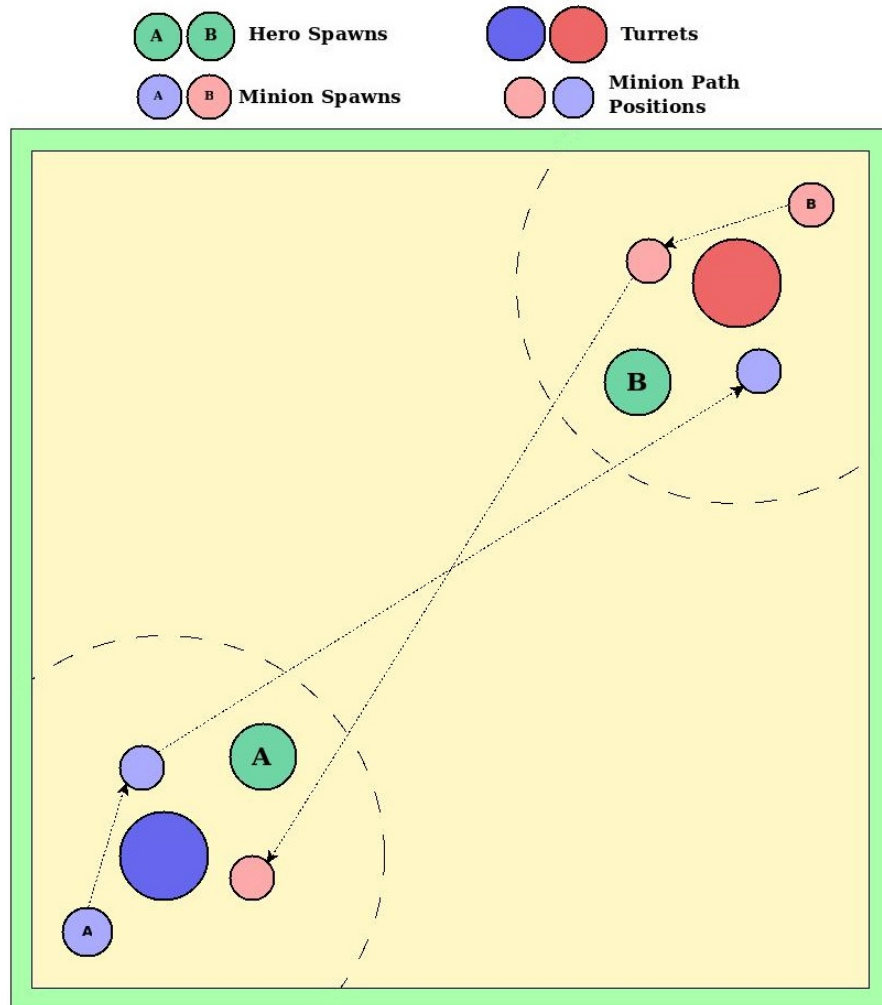 A B Hero Spawns
Turrets
A B Minion Spawns
Minion Path
Positions
B
B
A
A